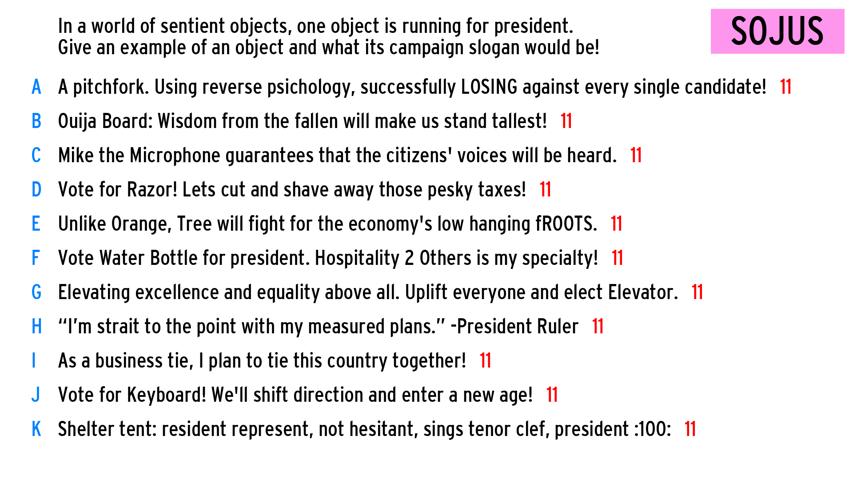 In a world of sentient objects, one object is running for president.
Give an example of an object and what its campaign slogan would be!
SOJUS
A A pitchfork. Using reverse psichology, successfully LOSING against every single candidate! 11
B Ouija Board: Wisdom from the fallen will make us stand tallest! 11
C Mike the Microphone guarantees that the citizens' voices will be heard. 11
D Vote for Razor! Lets cut and shave away those pesky taxes! 11
E Unlike Orange, Tree will fight for the economy's low hanging fROOTS. 11
F Vote Water Bottle for president. Hospitality 2 Others is my specialty! 11
G Elevating excellence and equality above all. Uplift everyone and elect Elevator. 11
H “I’m strait to the point with my measured plans.” -President Ruler 11
I As a business tie, I plan to tie this country together! 11
J Vote for Keyboard! We'll shift direction and enter a new age! 11
K Shelter tent: resident represent, not hesitant, sings tenor clef, president :100: 11